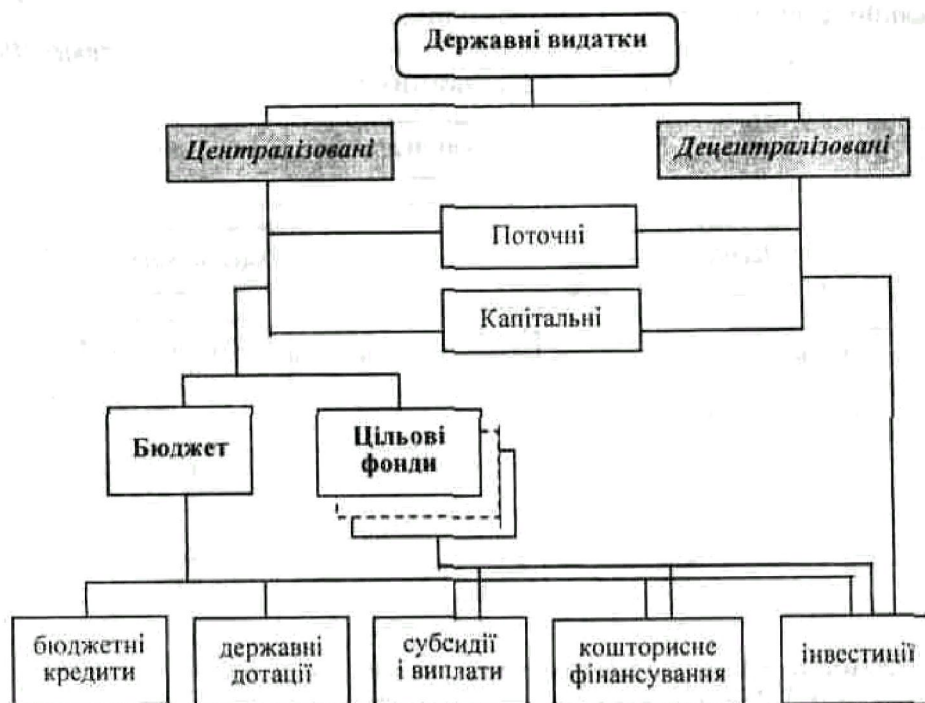 Державні видатки
Централізовані
Децентралізовані
Поточні
Капітальні
Бюджет
Цільові
фонди
бюджетні
кредити
державні
дотації
субсидії
і виплати
кошторисне
фінансування
інвестиції